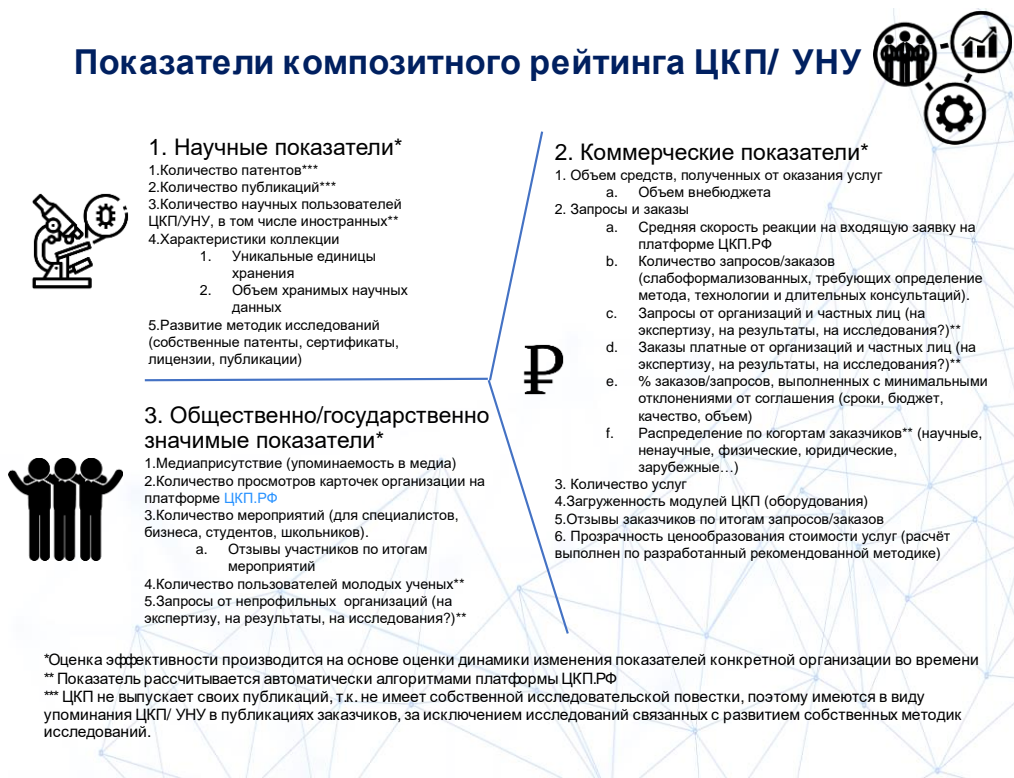 Показатели композитного рейтинга ЦКП/ УНУ
1. Научные показатели*
1.Количество патентов***
2.Количество публикаций***
3.Количество научных пользователей
ЦКП/УНУ, в том числе иностранных**
4.Характеристики коллекции
1. Уникальные единицы
хранения
2. Объем хранимых научных
данных
5.Развитие методик исследований
(собственные патенты, сертификаты,
лицензии, публикации)
2. Коммерческие показатели*
1. Объем средств, полученных от оказания услуг
a. Объем внебюджета
2. Запросы и заказы
a. Средняя скорость реакции на входящую заявку на
платформе ЦКП.РФ
b. Количество запросов/заказов
(слабоформализованных, требующих определение
метода, технологии и длительных консультаций).
c. Запросы от организаций и частных лиц (на
экспертизу, на результаты, на исследования?)**
d. Заказы платные от организаций и частных лиц (на
экспертизу, на результаты, на исследования?)**
e. % заказов/запросов, выполненных с минимальными
отклонениями от соглашения (сроки, бюджет,
качество, объем)
f. Распределение по когортам заказчиков** (научные,
ненаучные, физические, юридические,
зарубежные…)
3. Количество услуг
4.Загруженность модулей ЦКП (оборудования)
5.Отзывы заказчиков по итогам запросов/заказов
6. Прозрачность ценообразования стоимости услуг (расчёт
выполнен по разработанный рекомендованной методике)
₽
3. Общественно/государственно
значимые показатели*
1.Медиаприсутствие (упоминаемость в медиа)
2.Количество просмотров карточек организации на
платформе ЦКП.РФ
3.Количество мероприятий (для специалистов,
бизнеса, студентов, школьников).
a. Отзывы участников по итогам
мероприятий
4.Количество пользователей молодых ученых**
5.Запросы от непрофильных организаций (на
экспертизу, на результаты, на исследования?)**
*Оценка эффективности производится на основе оценки динамики изменения показателей конкретной организации во времени
** Показатель рассчитывается автоматически алгоритмами платформы ЦКП.РФ
*** ЦКП не выпускает своих публикаций, т.к. не имеет собственной исследовательской повестки, поэтому имеются в виду
упоминания ЦКП/ УНУ в публикациях заказчиков, за исключением исследований связанных с развитием собственных методик
исследований.